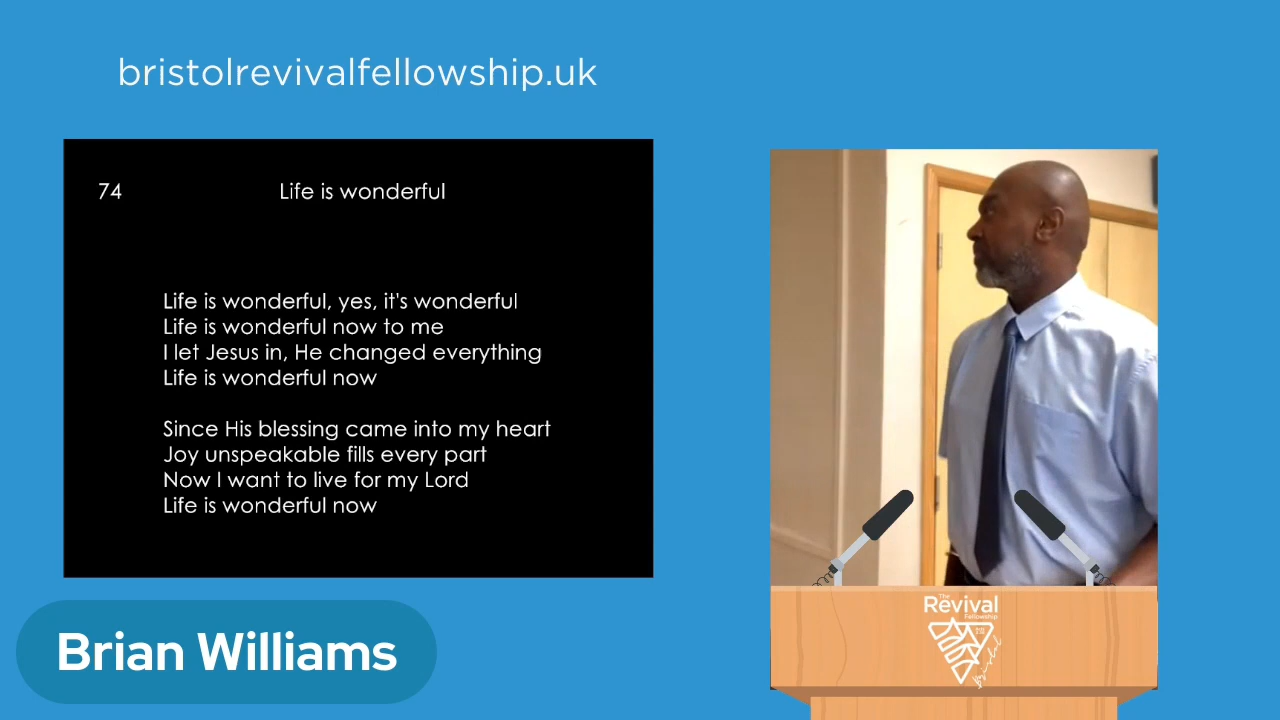 bristolrevivalfellowship.uk
74 Life is wonderful
Life is wonderful, yes, it's wonderful
Life is wonderful now to me
I let Jesus in, He changed everything
Life is wonderful now
Since His blessing came into my heart
Joy unspeakable fills every part
Now I want to live for my Lord
Life is wonderful now
Brian Williams
The
Revival
Fellowship
Bristol